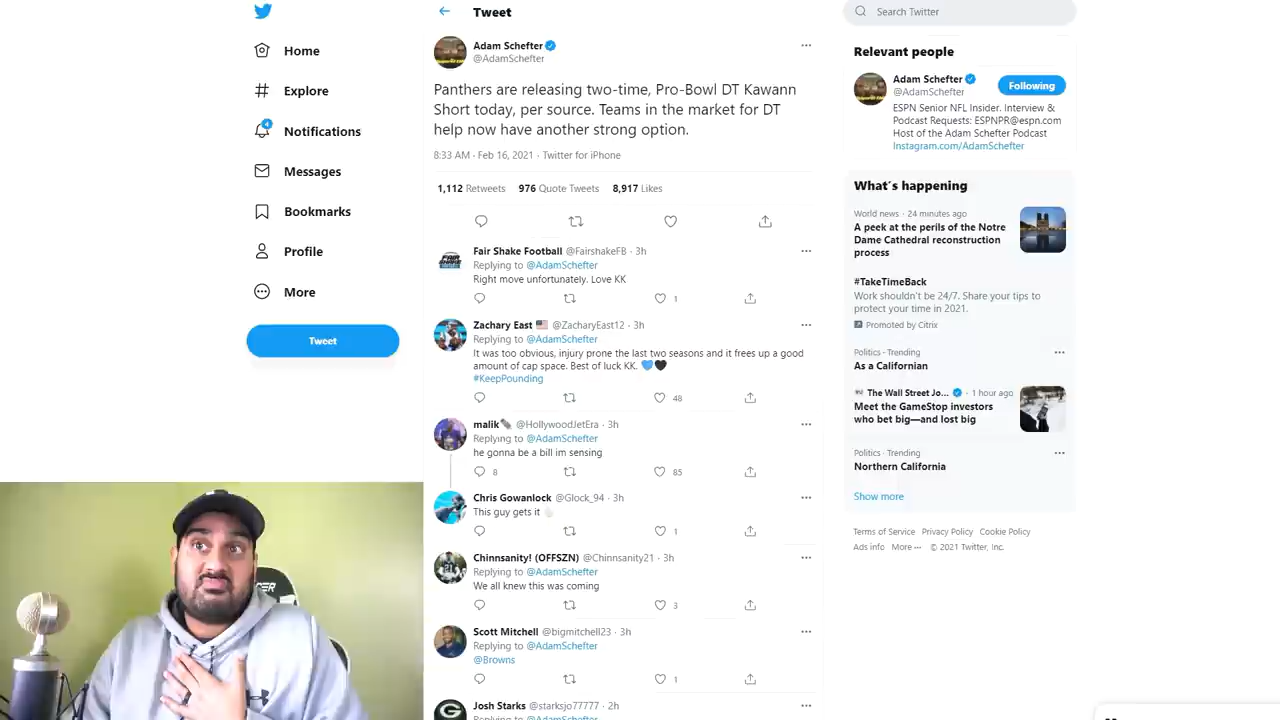 Home
Explore
4
Notifications
Messages
Bookmarks
Profile
More
Tweet
Tweet
Adam Schefter
@AdamSchefter
Panthers are releasing two-time, Pro-Bowl DT Kawann
Short today, per source. Teams in the market for DT
help now have another strong option.
8:33 AM · Feb 16, 2021 · Twitter for iPhone
1,112 Retweets 976 Quote Tweets 8,917 Likes
Fair Shake Football @FairshakeFB · 3h
Replying to @AdamSchefter
Right move unfortunately. Love KK
1
Zachary East 🇺🇸 @ZacharyEast12 · 3h
Replying to @AdamSchefter
It was too obvious, injury prone the last two seasons and it frees up a good
amount of cap space. Best of luck KK. 💙🖤
#KeepPounding
48
malik @HollywoodJetEra · 3h
Replying to @AdamSchefter
he gonna be a bill im sensing
8 85
Chris Gowanlock @Glock_94 · 3h
This guy gets it
1
Chinnsanity! (OFFSZN) @Chinnsanity21 · 3h
Replying to @AdamSchefter
We all knew this was coming
3
Scott Mitchell @bigmitchell23 · 3h
Replying to @AdamSchefter
@Browns
1
Josh Starks @starksjo77777 · 2h
Replying to @AdamSchefter
Search Twitter
Relevant people
Adam Schefter
@AdamSchefter
Following
ESPN Senior NFL Insider. Interview &
Podcast Requests: ESPNPR@espn.com
Host of the Adam Schefter Podcast
Instagram.com/AdamSchefter
What's happening
World news · 24 minutes ago
A peek at the perils of the Notre
Dame Cathedral reconstruction
process
#TakeTimeBack
Work shouldn't be 24/7. Share your tips to
protect your time in 2021.
Promoted by Citrix
Politics · Trending
As a Californian
The Wall Street Jo... · 1 hour ago
Meet the GameStop investors
who bet big—and lost big
Politics · Trending
Northern California
Show more
Terms of Service Privacy Policy Cookie Policy
Ads info More ··· © 2021 Twitter, Inc.